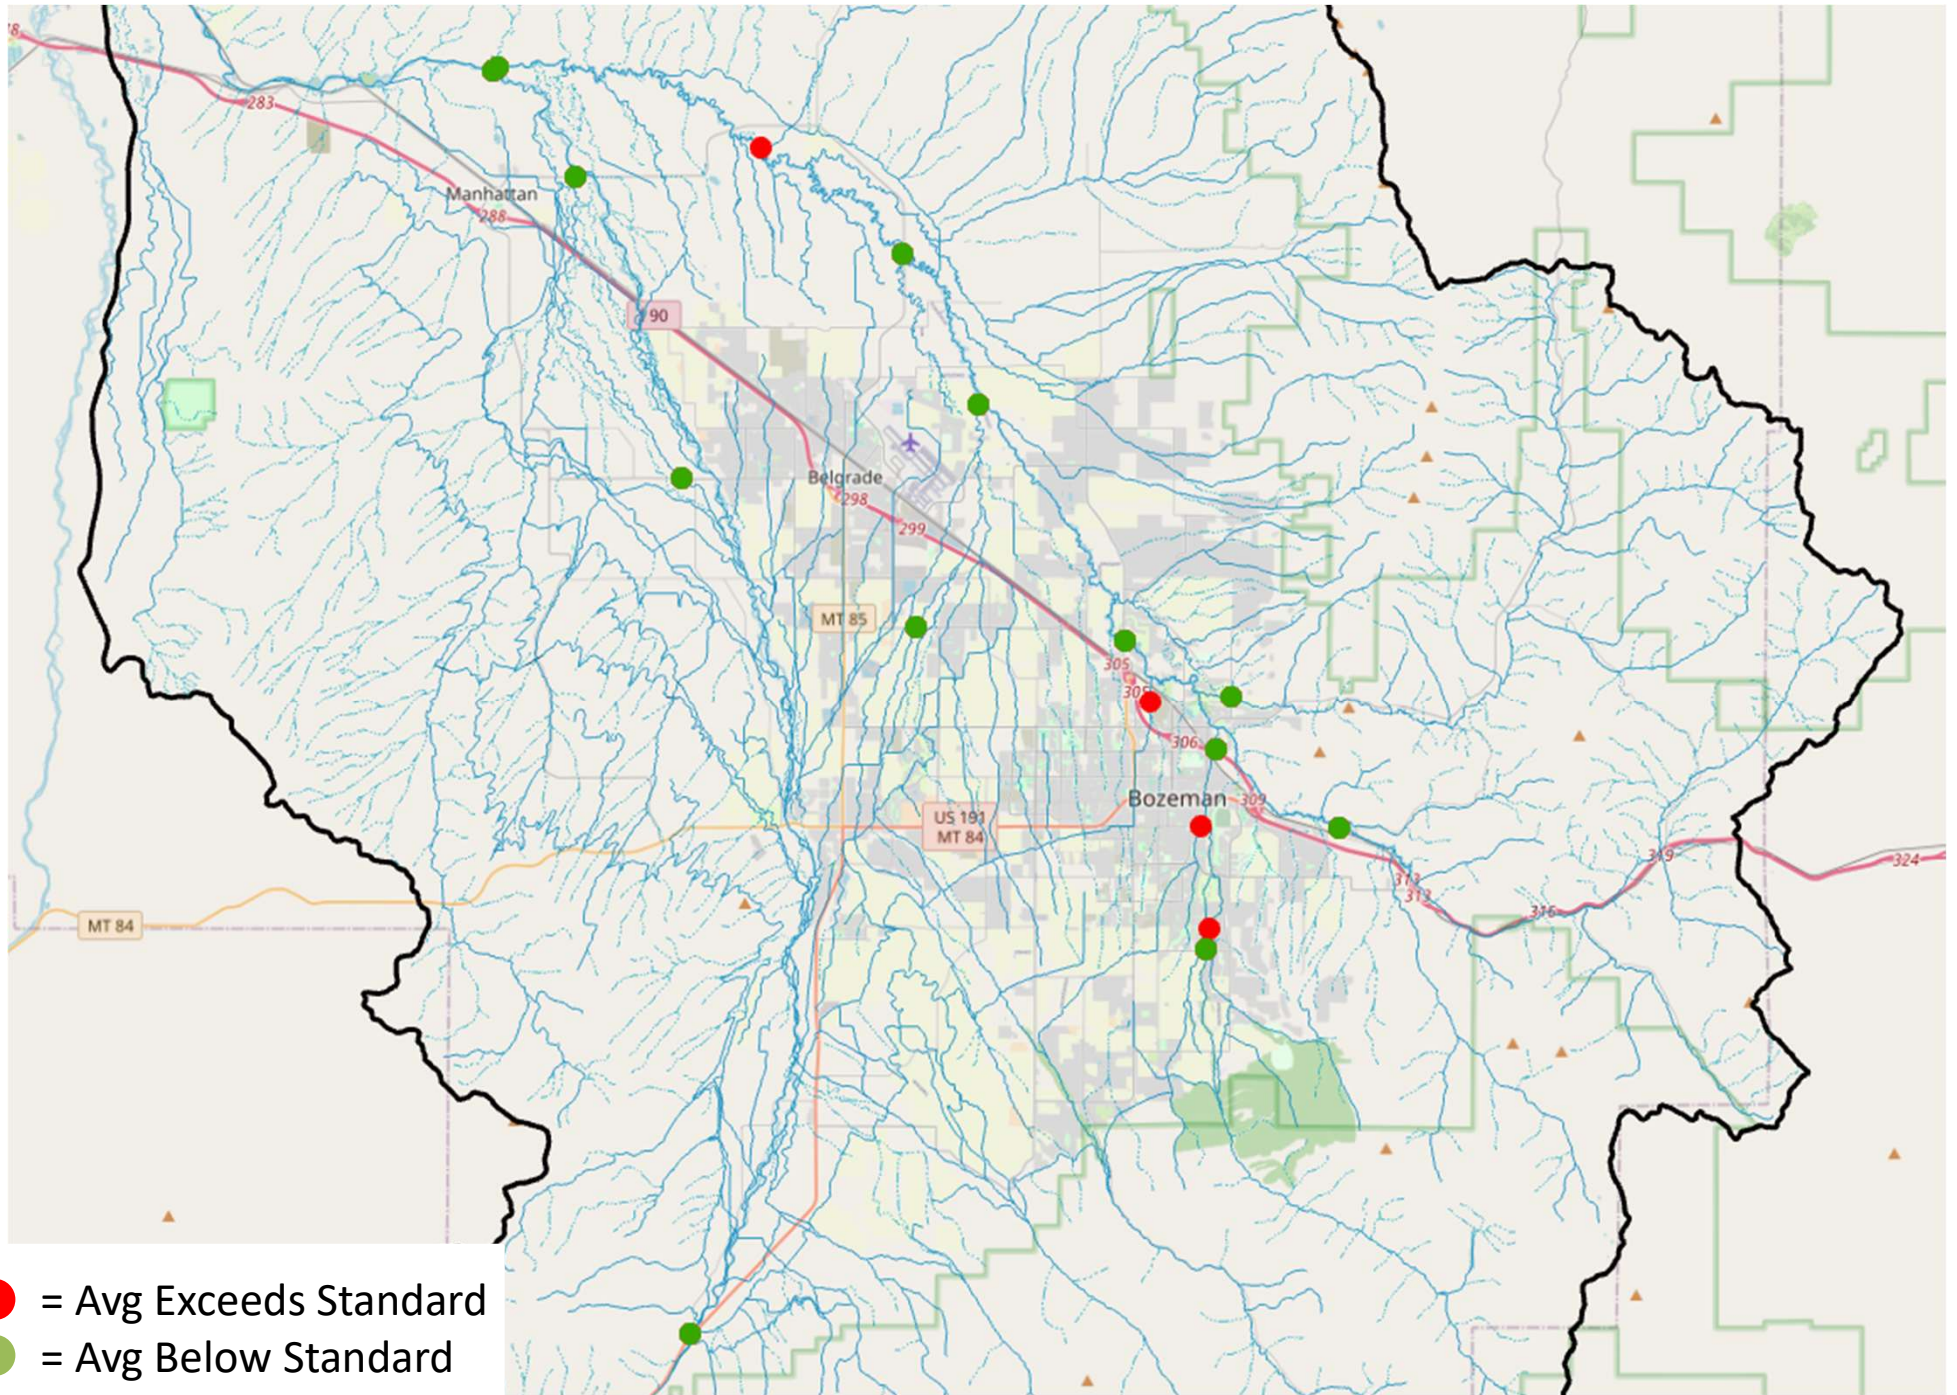 8
283
Manhattan
288
90
Belgrade
298
299
MT 85
305
305
306
Bozeman
309
US 191
MT 84
319
324
313
313
316
MT 84
= Avg Exceeds Standard
= Avg Below Standard